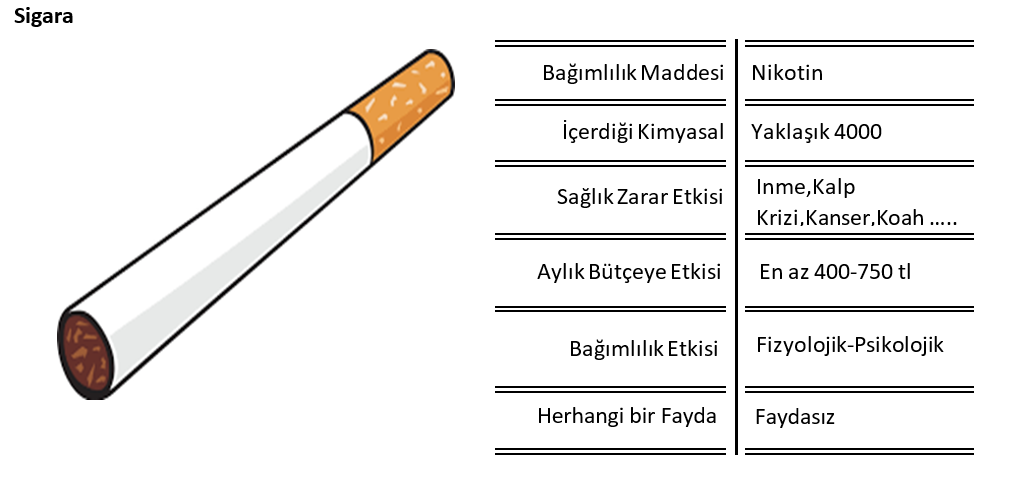 Sigara
Bağımlılık Maddesi Nikotin
İçerdiği Kimyasal Yaklaşık 4000
Sağlık Zarar Etkisi Inme,Kalp
Krizi,Kanser,Koah .....
Aylık Bütçeye Etkisi En az 400-750 tl
Bağımlılık Etkisi Fizyolojik-Psikolojik
Herhangi bir Fayda Faydasız